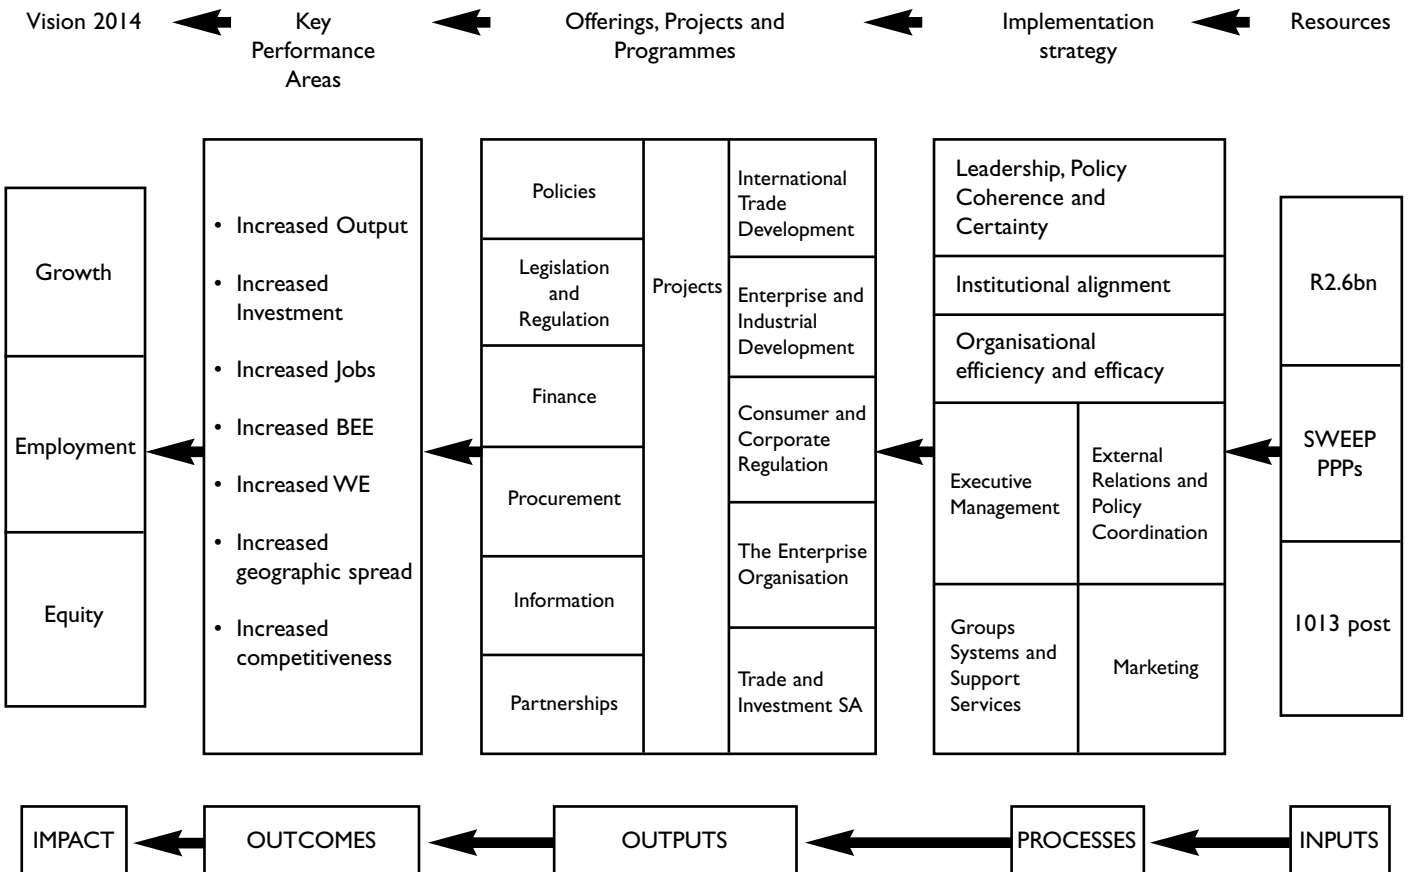 Vision 2014
Key
Performance
Areas
Offerings, Projects and
Programmes
Implementation
strategy
Resources
Growth
Employment
Equity
• Increased Output
• Increased
Investment
• Increased Jobs
• Increased BEE
• Increased WE
• Increased
geographic spread
• Increased
competitiveness
Policies
Legislation
and
Regulation
Finance
Procurement
Information
Partnerships
Projects
International
Trade
Development
Enterprise and
Industrial
Development
Consumer and
Corporate
Regulation
The Enterprise
Organisation
Trade and
Investment SA
Leadership, Policy
Coherence and
Certainty
Institutional alignment
Organisational
efficiency and efficacy
Executive
Management
External
Relations and
Policy
Coordination
Groups
Systems and
Support
Services
Marketing
R2.6bn
SWEEP
PPPs
1013 post
IMPACT
OUTCOMES
OUTPUTS
PROCESSES
INPUTS